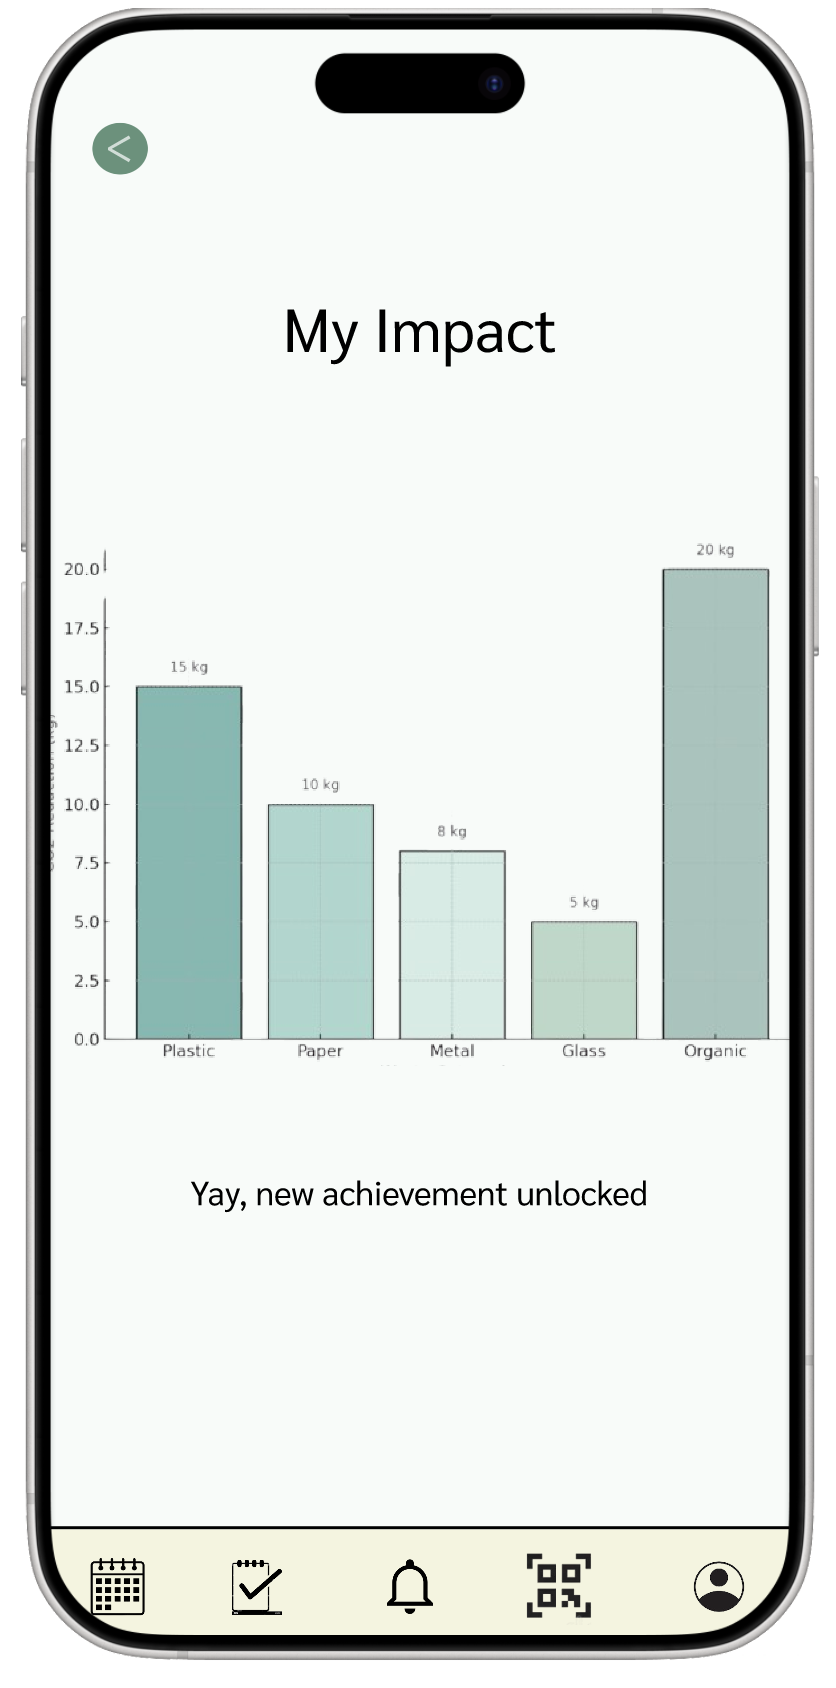 <
My Impact
20 kg
20.0
17.5
15 kg
15.0
12.5
10 kg
10.0
8 kg
7.5
5 kg
5.0
2.5
0.0
Plastic Paper Metal Glass Organic
Yay, new achievement unlocked